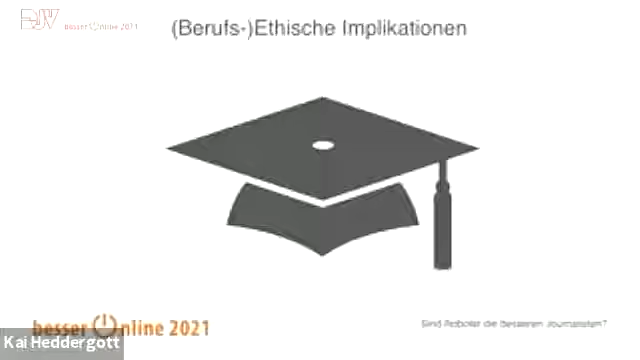 DJV besser Online 2021
(Berufs-)Ethische Implikationen
besser Online 2021
Sind Roboter die besseren Journalisten?
Kai Heddergott